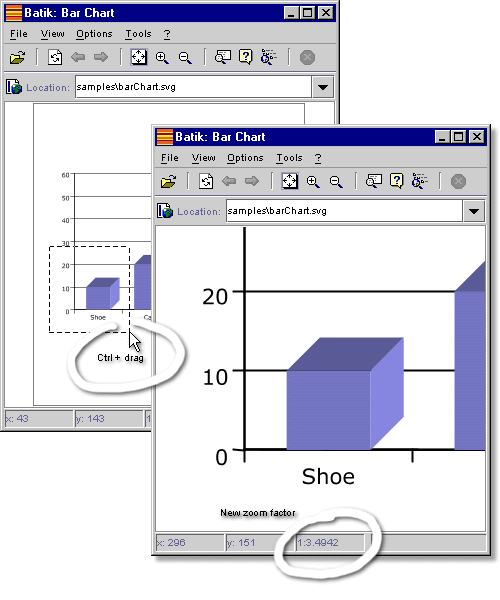 Batik: Bar Chart
File View Options Tools ?
Location: samples\barChart.svg
60
50
40
30
20
10
0
Shoe
Ctrl + drag
x: 43 y: 143
Batik: Bar Chart
File View Options Tools ?
Location: samples\barChart.svg
20
10
0
Shoe
New zoom factor
x: 296 y: 151 1:3.4942